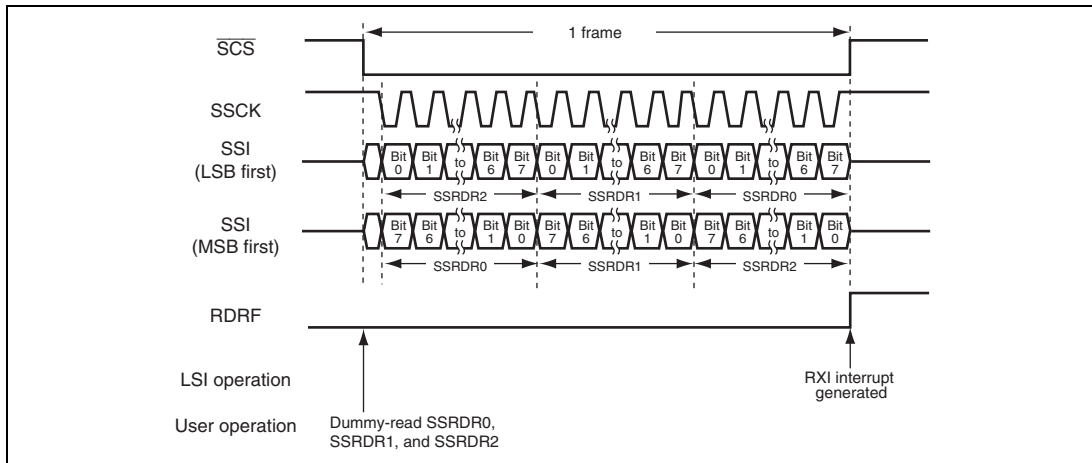 1 frame
SCS
SSCK
SSI
(LSB first)
Bit 0 Bit 1 to Bit 6 Bit 7 Bit 0 Bit 1 to Bit 6 Bit 7 Bit 0 Bit 1 to Bit 6 Bit 7
SSRDR2 SSRDR1 SSRDR0
SSI
(MSB first)
Bit 7 Bit 6 to Bit 1 Bit 0 Bit 7 Bit 6 to Bit 1 Bit 0 Bit 7 Bit 6 to Bit 1 Bit 0
SSRDR0 SSRDR1 SSRDR2
RDRF
LSI operation
RXI interrupt
generated
User operation
Dummy-read SSRDR0,
SSRDR1, and SSRDR2